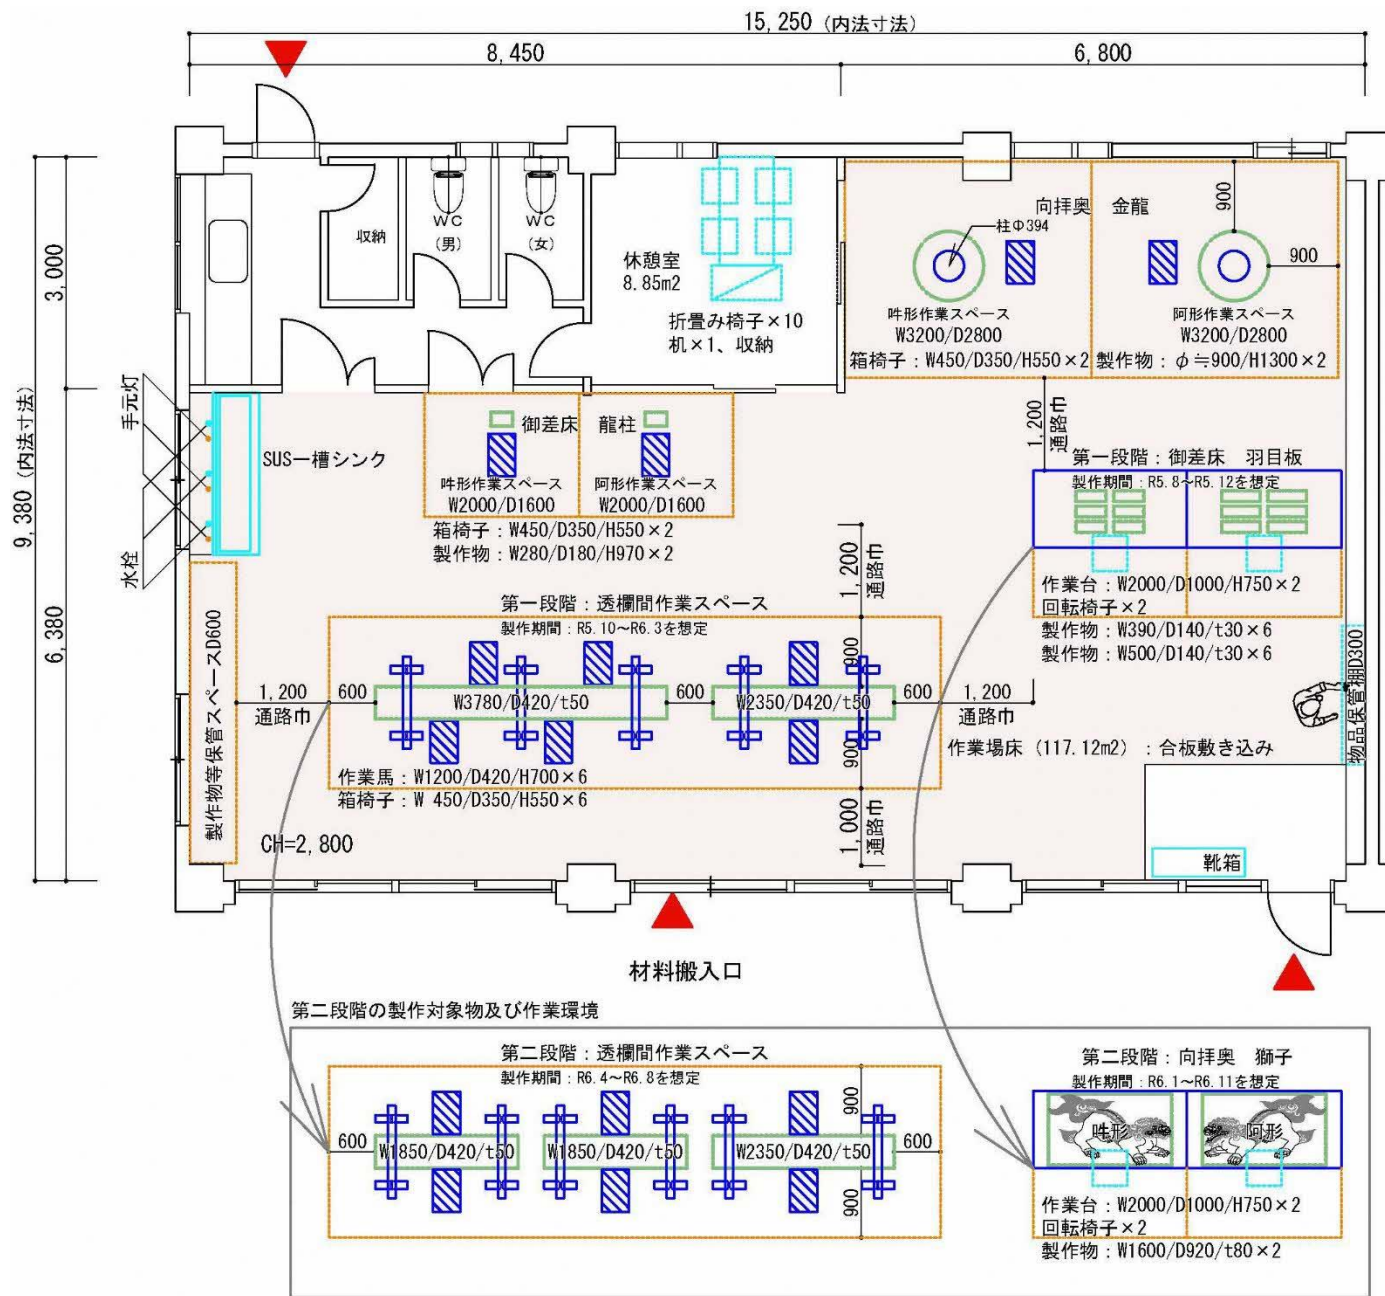 15,250 (内法寸法)
8,450
6,800
9,380 (内法寸法)
3,000
6,380
収納
WC
(男)
WC
(女)
休憩室
8.85m2
折畳み椅子×10
机×1、収納
向拝奥 金龍
柱Φ394
900
900
吽形作業スペース
W3200/D2800
阿形作業スペース
W3200/D2800
箱椅子：W450/D350/H550×2
製作物：φ≒900/H1300×2
手元灯
水栓
SUS一槽シンク
御差床 龍柱
吽形作業スペース
W2000/D1600
阿形作業スペース
W2000/D1600
箱椅子：W450/D350/H550×2
製作物：W280/D180/H970×2
1,200
通路巾
第一段階：御差床 羽目板
製作期間：R5.8～R5.12を想定
作業台：W2000/D1000/H750×2
回転椅子×2
製作物：W390/D140/t30×6
製作物：W500/D140/t30×6
物品保管棚D300
1,200
通路巾
製作物等保管スペースD600
第一段階：透欄間作業スペース
製作期間：R5.10～R6.3を想定
900
1,200
通路巾
600
W3780/D420/t50
600
W2350/D420/t50
600
1,200
通路巾
900
作業馬：W1200/D420/H700×6
箱椅子：W 450/D350/H550×6
作業場床 (117.12m2)：合板敷き込み
1,000
通路巾
CH=2,800
靴箱
材料搬入口
第二段階の製作対象物及び作業環境
第二段階：透欄間作業スペース
製作期間：R6.4～R6.8を想定
900
600
W1850/D420/t50
W1850/D420/t50
W2350/D420/t50
600
900
第二段階：向拝奥 獅子
製作期間：R6.1～R6.11を想定
吽形
阿形
作業台：W2000/D1000/H750×2
回転椅子×2
製作物：W1600/D920/t80×2